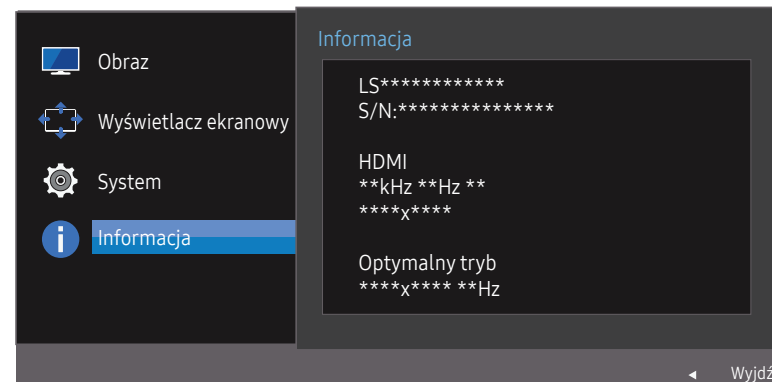 Obraz
Wyświetlacz ekranowy
System
Informacja
Informacja
LS************
S/N:***************
HDMI
**kHz **Hz **
****x****
Optymalny tryb
****x**** **Hz
Wyjdź